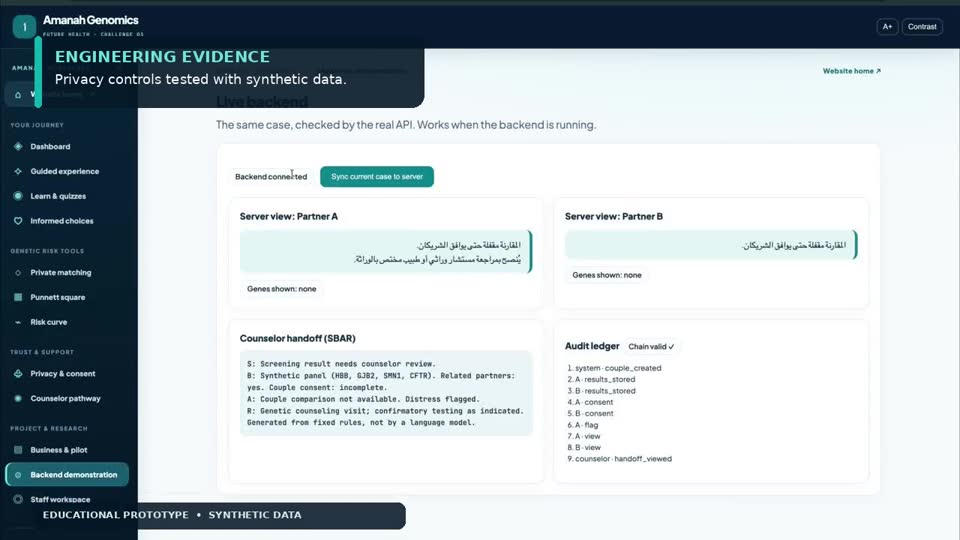 Amanah Genomics
FUTURE HEALTH · CHALLENGE 05
A+
Contrast
ENGINEERING EVIDENCE
Privacy controls tested with synthetic data.
Website home ↗
YOUR JOURNEY
Dashboard
Guided experience
Learn & quizzes
Informed choices
GENETIC RISK TOOLS
Private matching
Punnett square
Risk curve
TRUST & SUPPORT
Privacy & consent
Counselor pathway
PROJECT & RESEARCH
Business & pilot
Backend demonstration
Staff workspace
Live backend
The same case, checked by the real API. Works when the backend is running.
Backend connected
Sync current case to server
Server view: Partner A
المقارنة مقفلة حتى يوافق الشريكان.
يُنصح بمراجعة مستشار وراثي أو طبيب مختص بالوراثة.
Genes shown: none
Server view: Partner B
المقارنة مقفلة حتى يوافق الشريكان.
Genes shown: none
Counselor handoff (SBAR)
S: Screening result needs counselor review.
B: Synthetic panel (HBB, GJB2, SMN1, CFTR). Related partners:
yes. Couple consent: incomplete.
A: Couple comparison not available. Distress flagged.
R: Genetic counseling visit; confirmatory testing as indicated.
Generated from fixed rules, not by a language model.
Audit ledger
Chain valid ✓
1. system · couple_created
2. A · results_stored
3. B · results_stored
4. A · consent
5. B · consent
6. A · flag
7. A · view
8. B · view
9. counselor · handoff_viewed
EDUCATIONAL PROTOTYPE • SYNTHETIC DATA